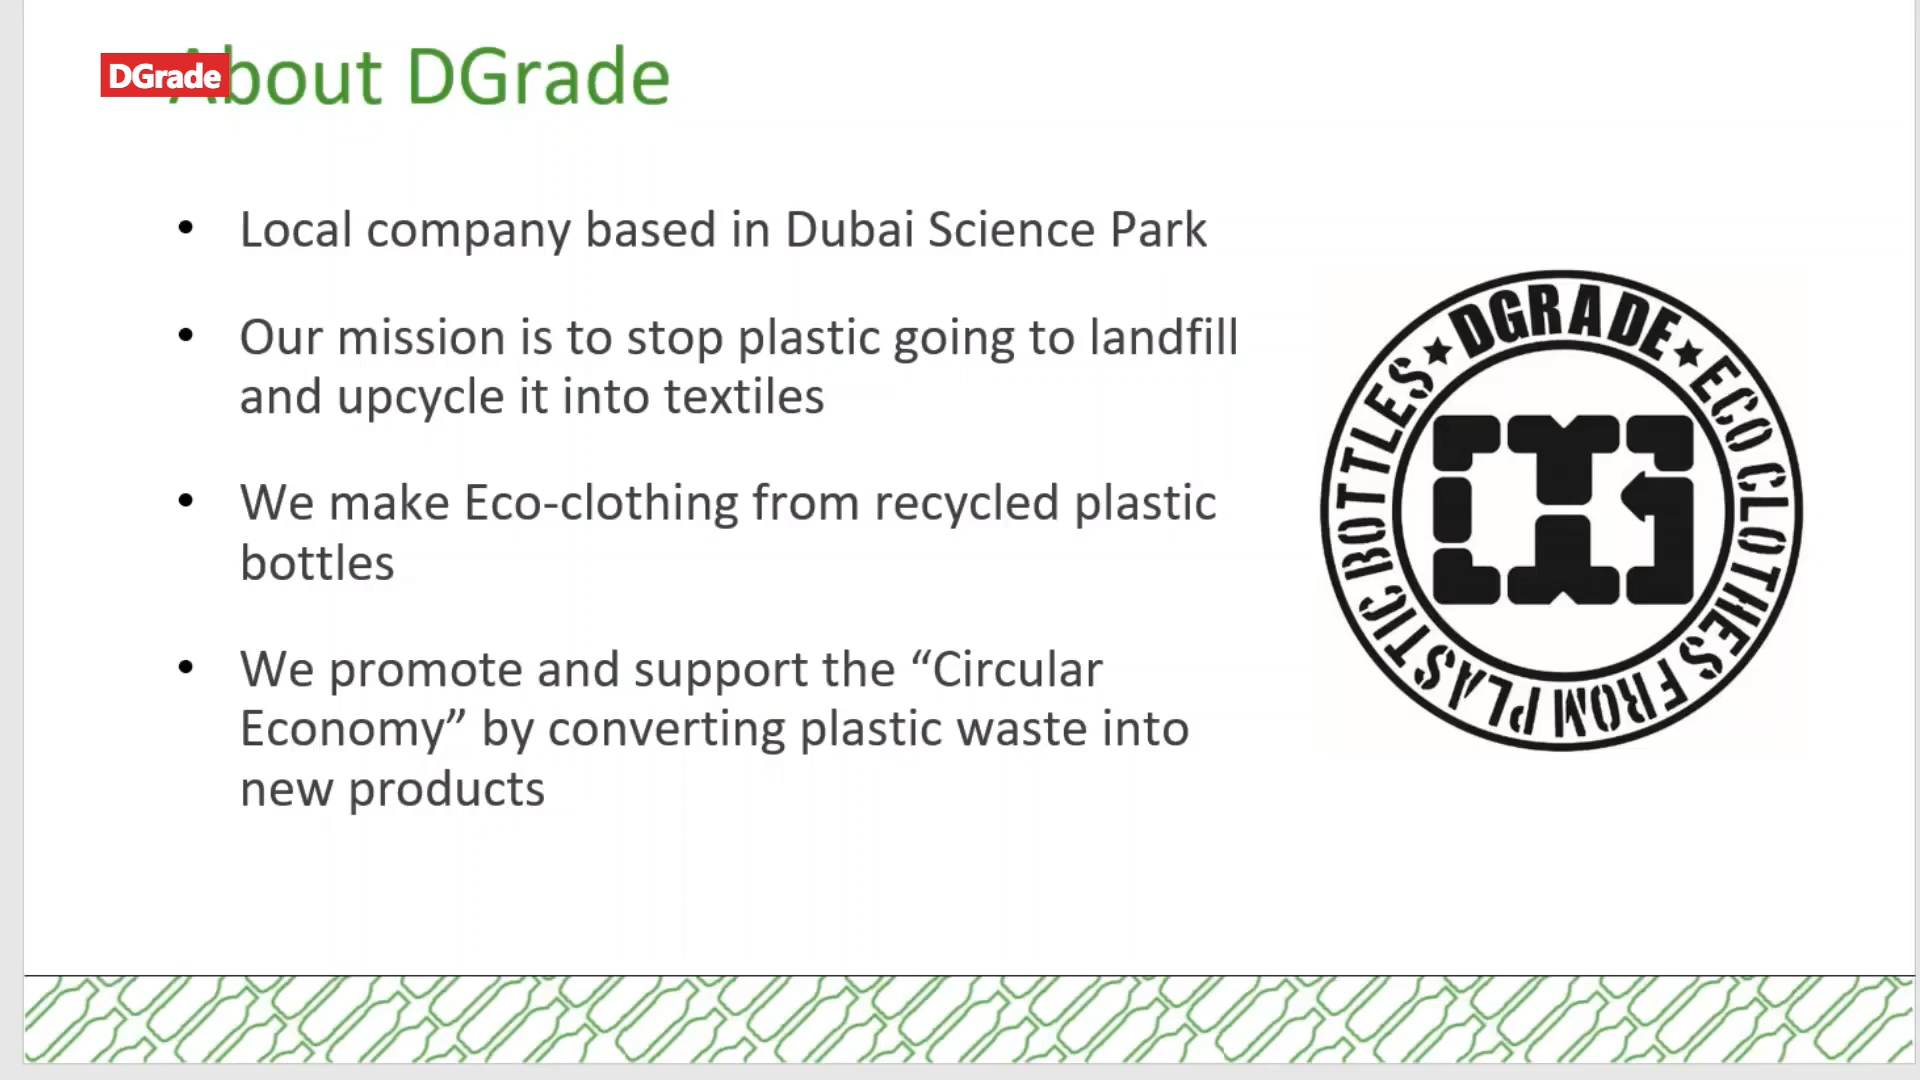 DGrade
About DGrade
• Local company based in Dubai Science Park
• Our mission is to stop plastic going to landfill
and upcycle it into textiles
• We make Eco-clothing from recycled plastic
bottles
• We promote and support the “Circular
Economy” by converting plastic waste into
new products
DGRADE ★ ECO CLOTHES FROM PLASTIC BOTTLES ★